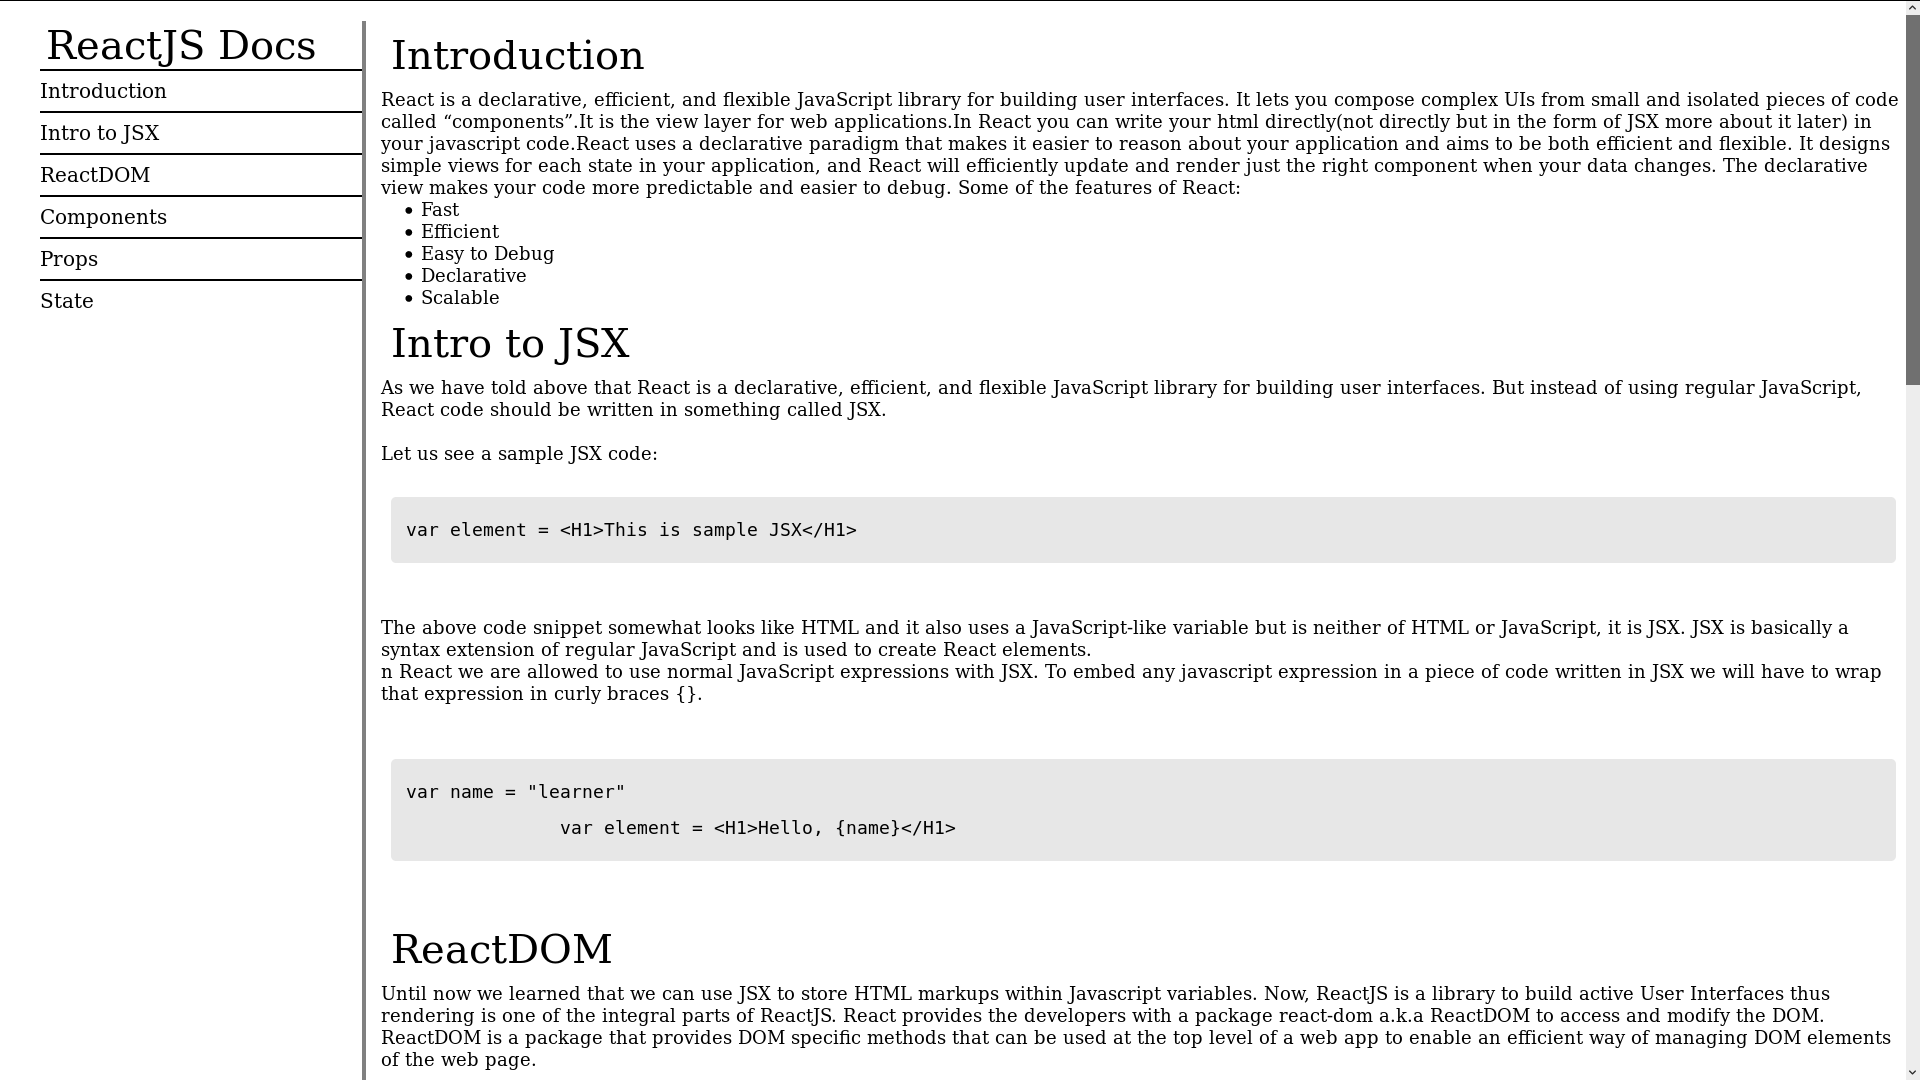 ReactJS Docs
Introduction
Intro to JSX
ReactDOM
Components
Props
State
Introduction
React is a declarative, efficient, and flexible JavaScript library for building user interfaces. It lets you compose complex UIs from small and isolated pieces of code
called “components”.It is the view layer for web applications.In React you can write your html directly(not directly but in the form of JSX more about it later) in
your javascript code.React uses a declarative paradigm that makes it easier to reason about your application and aims to be both efficient and flexible. It designs
simple views for each state in your application, and React will efficiently update and render just the right component when your data changes. The declarative
view makes your code more predictable and easier to debug. Some of the features of React:
• Fast
• Efficient
• Easy to Debug
• Declarative
• Scalable
Intro to JSX
As we have told above that React is a declarative, efficient, and flexible JavaScript library for building user interfaces. But instead of using regular JavaScript,
React code should be written in something called JSX.
Let us see a sample JSX code:
var element = <H1>This is sample JSX</H1>
The above code snippet somewhat looks like HTML and it also uses a JavaScript-like variable but is neither of HTML or JavaScript, it is JSX. JSX is basically a
syntax extension of regular JavaScript and is used to create React elements.
n React we are allowed to use normal JavaScript expressions with JSX. To embed any javascript expression in a piece of code written in JSX we will have to wrap
that expression in curly braces {}.
var name = "learner"
var element = <H1>Hello, {name}</H1>
ReactDOM
Until now we learned that we can use JSX to store HTML markups within Javascript variables. Now, ReactJS is a library to build active User Interfaces thus
rendering is one of the integral parts of ReactJS. React provides the developers with a package react-dom a.k.a ReactDOM to access and modify the DOM.
ReactDOM is a package that provides DOM specific methods that can be used at the top level of a web app to enable an efficient way of managing DOM elements
of the web page.